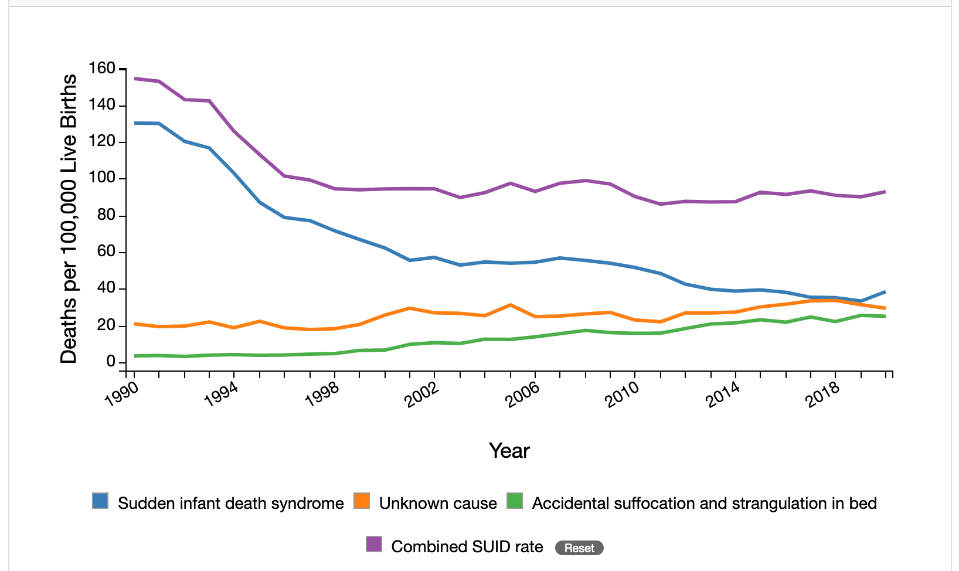 Deaths per 100,000 Live Births
160
140
120
100
80
60
40
20
0
1990 1994 1998 2002 2006 2010 2014 2018
Year
Sudden infant death syndrome Unknown cause Accidental suffocation and strangulation in bed
Combined SUID rate Reset